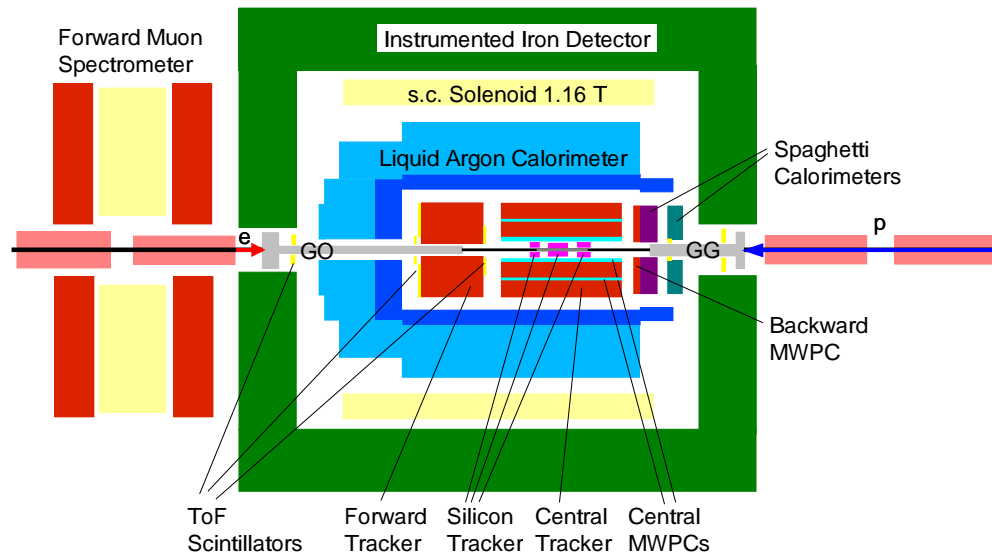 Forward Muon
Spectrometer
Instrumented Iron Detector
s.c. Solenoid 1.16 T
Liquid Argon Calorimeter
Spaghetti
Calorimeters
e
GO
GG
p
Backward
MWPC
ToF
Scintillators
Forward
Tracker
Silicon
Tracker
Central
Tracker
Central
MWPCs